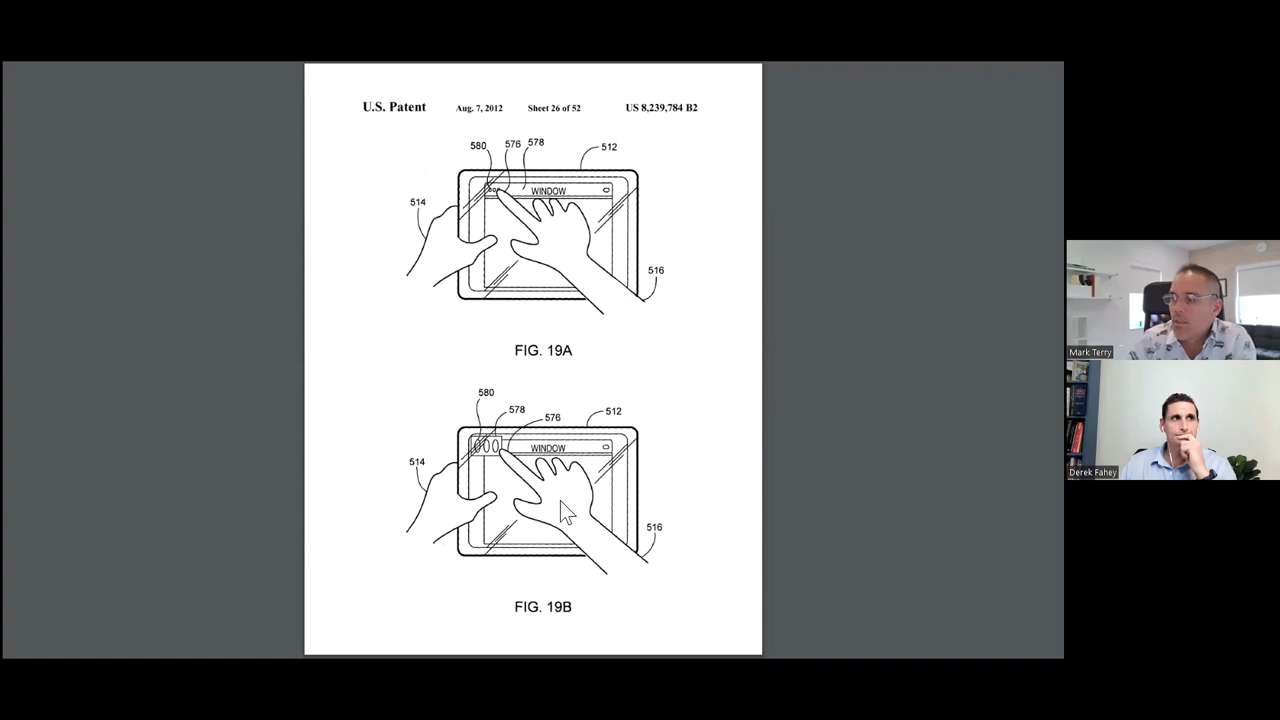 U.S. Patent Aug. 7, 2012 Sheet 26 of 52 US 8,239,784 B2
580 576 578 512
WINDOW
514
516
FIG. 19A
580 578 576 512
WINDOW
514
516
FIG. 19B
Mark Terry
Derek Fahey